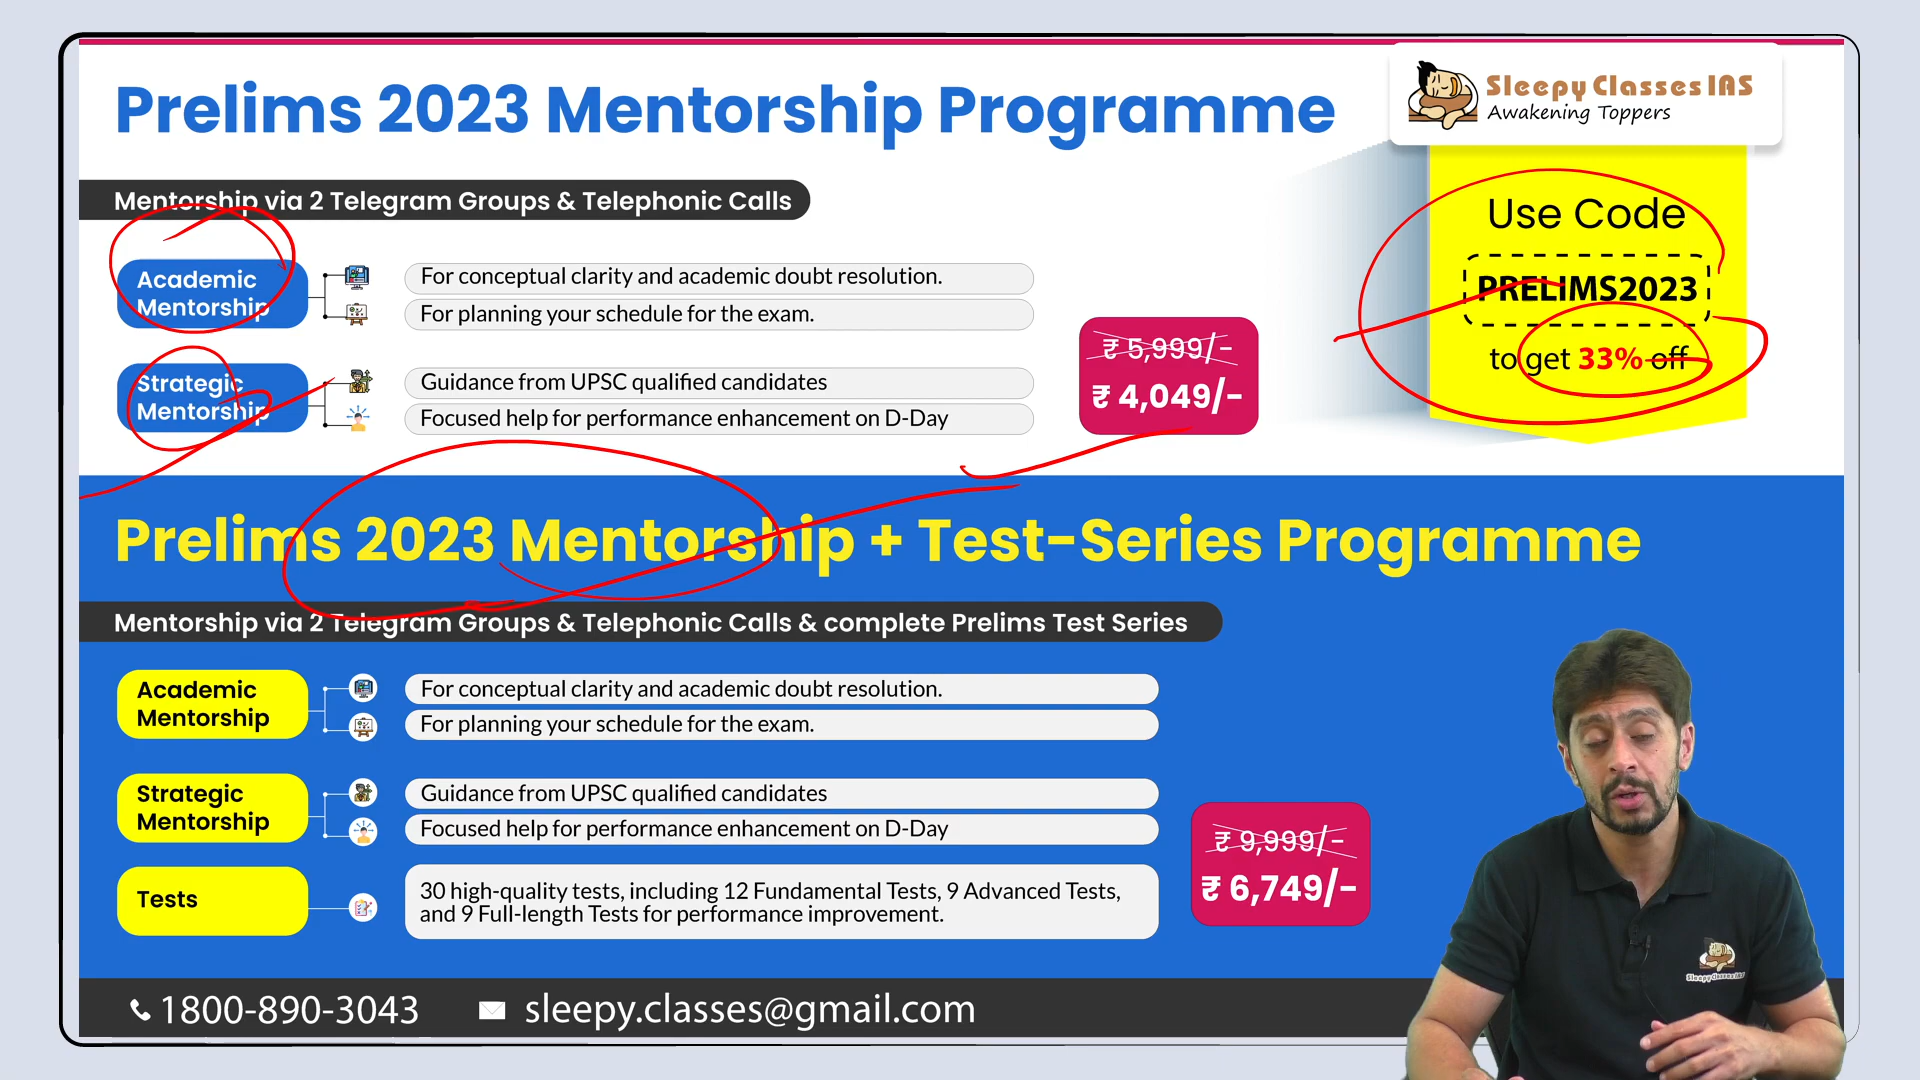 Prelims 2023 Mentorship Programme
Sleepy Classes IAS
Awakening Toppers
Mentorship via 2 Telegram Groups & Telephonic Calls
Use Code
PRELIMS2023
to get 33% off
Academic
Mentorship
For conceptual clarity and academic doubt resolution.
For planning your schedule for the exam.
Strategic
Mentorship
Guidance from UPSC qualified candidates
Focused help for performance enhancement on D-Day
₹ 5,999/-
₹ 4,049/-
Prelims 2023 Mentorship + Test-Series Programme
Mentorship via 2 Telegram Groups & Telephonic Calls & complete Prelims Test Series
Academic
Mentorship
For conceptual clarity and academic doubt resolution.
For planning your schedule for the exam.
Strategic
Mentorship
Guidance from UPSC qualified candidates
Focused help for performance enhancement on D-Day
Tests
30 high-quality tests, including 12 Fundamental Tests, 9 Advanced Tests,
and 9 Full-length Tests for performance improvement.
₹ 9,999/-
₹ 6,749/-
Sleepy Classes IAS
1800-890-3043
sleepy.classes@gmail.com